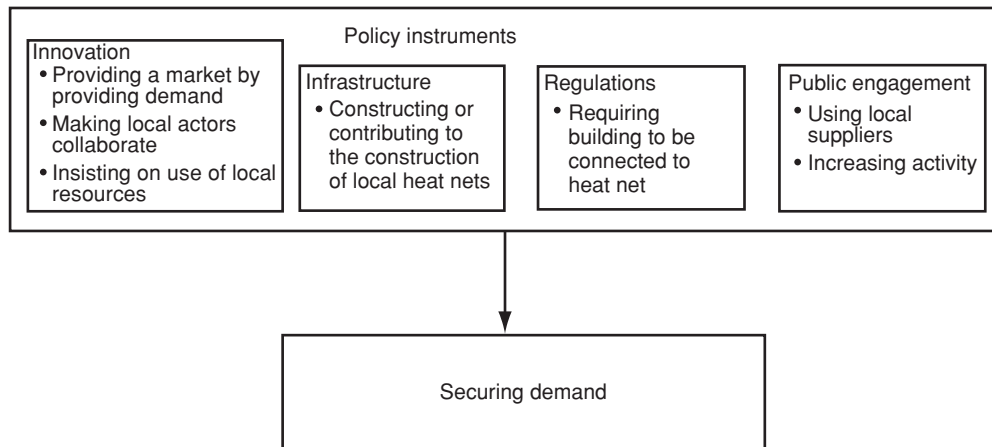 Policy instruments
Innovation
• Providing a market by
providing demand
• Making local actors
collaborate
• Insisting on use of local
resources
Infrastructure
• Constructing or
contributing to
the construction
of local heat nets
Regulations
• Requiring
building to be
connected to
heat net
Public engagement
• Using local
suppliers
• Increasing activity
Securing demand